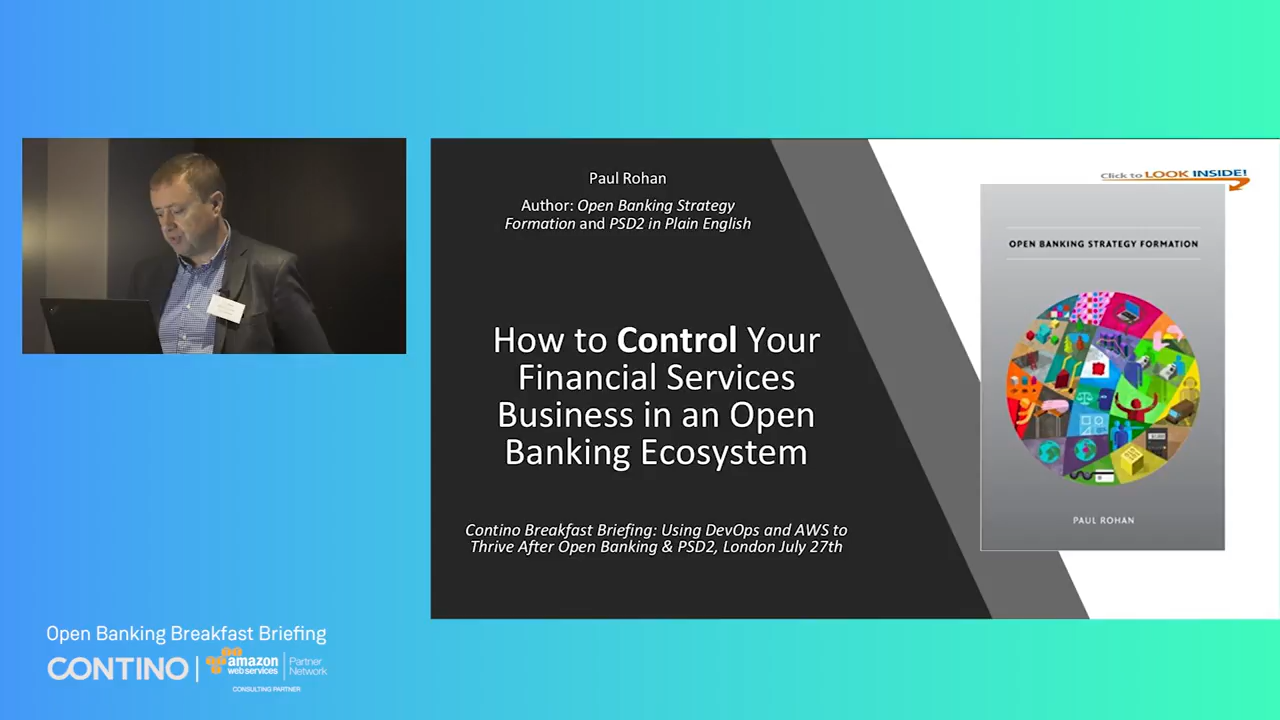 Paul Rohan
Author: Open Banking Strategy
Formation and PSD2 in Plain English
How to Control Your
Financial Services
Business in an Open
Banking Ecosystem
Contino Breakfast Briefing: Using DevOps and AWS to
Thrive After Open Banking & PSD2, London July 27th
Click to LOOK INSIDE!
OPEN BANKING STRATEGY FORMATION
PAUL ROHAN
Open Banking Breakfast Briefing
CONTINO
amazon
web services
Partner
Network
CONSULTING PARTNER